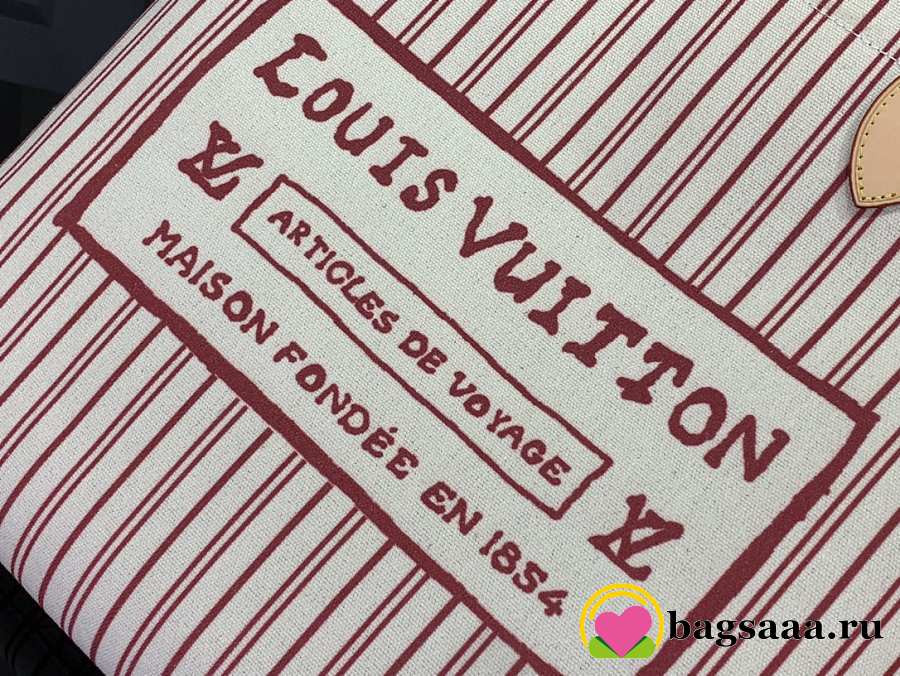 LOUIS VUITTON
LV ARTICLES DE VOYAGE LV
MAISON FONDÉE EN 1854
bagsaaa.ru